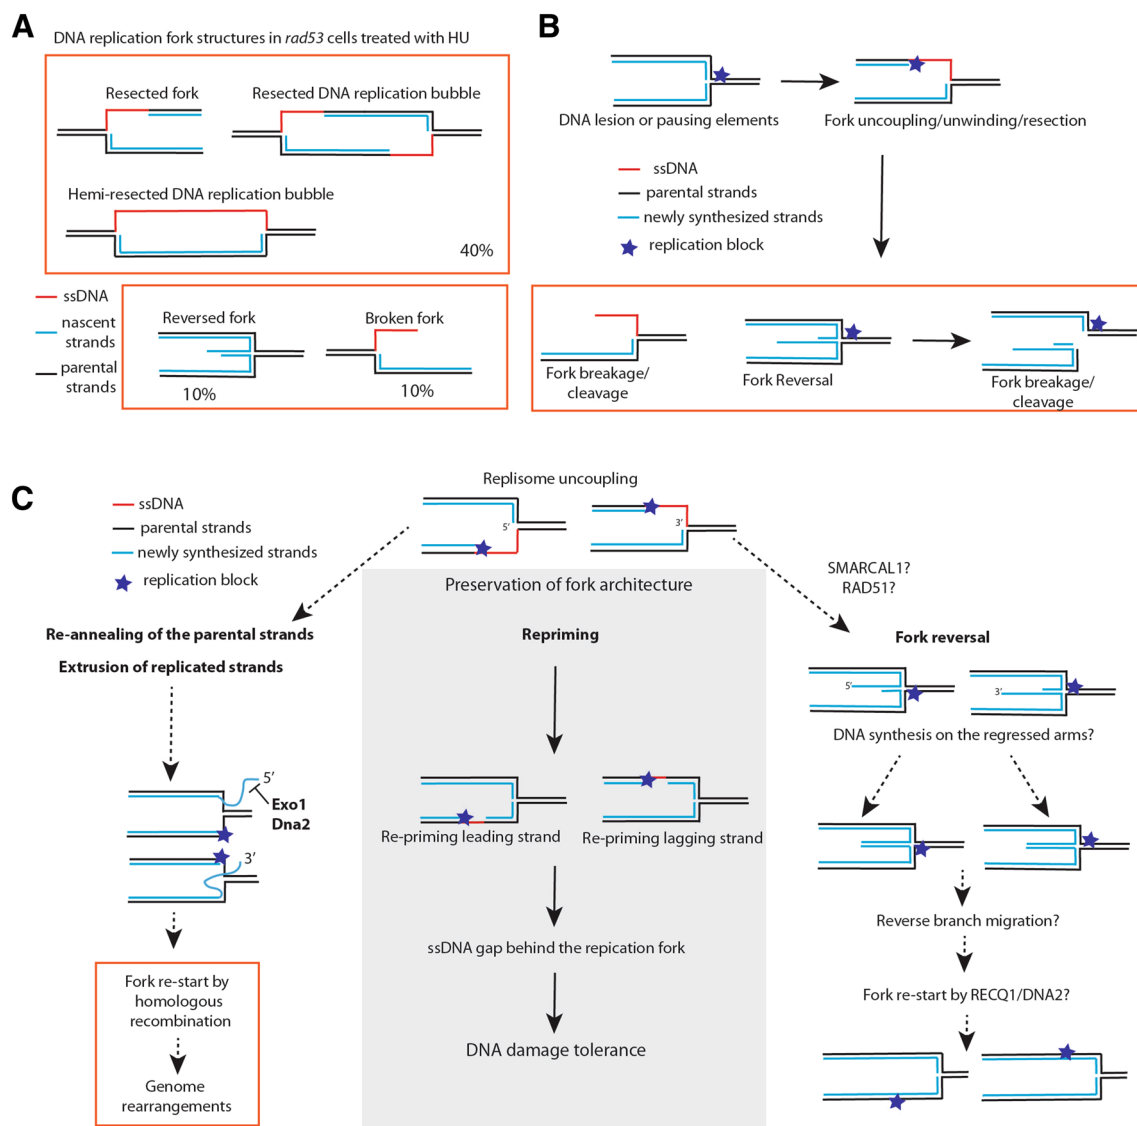 A
DNA replication fork structures in rad53 cells treated with HU
Resected fork
Resected DNA replication bubble
Hemi-resected DNA replication bubble
40%
ssDNA
nascent
strands
parental
strands
Reversed fork
10%
Broken fork
10%
B
DNA lesion or pausing elements
Fork uncoupling/unwinding/resection
ssDNA
parental strands
newly synthesized strands
replication block
Fork breakage/
cleavage
Fork Reversal
Fork breakage/
cleavage
C
ssDNA
parental strands
newly synthesized strands
replication block
Replisome uncoupling
5′
3′
SMARCAL1?
RAD51?
Re-annealing of the parental strands
Extrusion of replicated strands
5′
Exo1
Dna2
3′
Fork re-start by
homologous
recombination
Genome
rearrangements
Preservation of fork architecture
Repriming
Re-priming leading strand
Re-priming lagging strand
ssDNA gap behind the repication fork
DNA damage tolerance
Fork reversal
5′
3′
DNA synthesis on the regressed arms?
Reverse branch migration?
Fork re-start by RECQ1/DNA2?